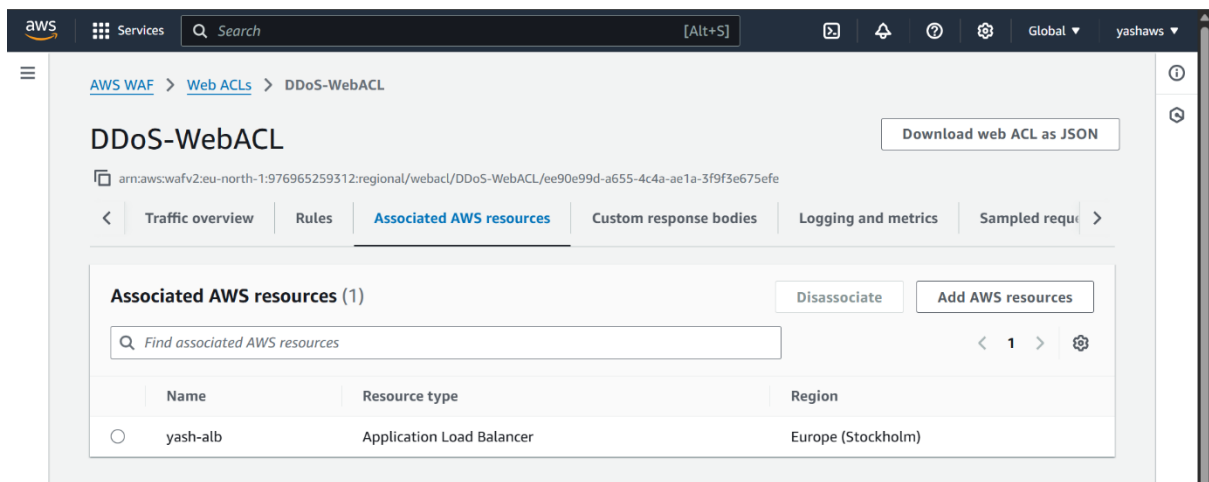 aws Services Search [Alt+S] Global yashaws
AWS WAF > Web ACLs > DDoS-WebACL
DDoS-WebACL
Download web ACL as JSON
arn:aws:wafv2:eu-north-1:976965259312:regional/webacl/DDoS-WebACL/ee90e99d-a655-4c4a-ae1a-3f9f3e675efe
Traffic overview Rules Associated AWS resources Custom response bodies Logging and metrics Sampled reque
Associated AWS resources (1) Disassociate Add AWS resources
Find associated AWS resources 1
Name Resource type Region
yash-alb Application Load Balancer Europe (Stockholm)